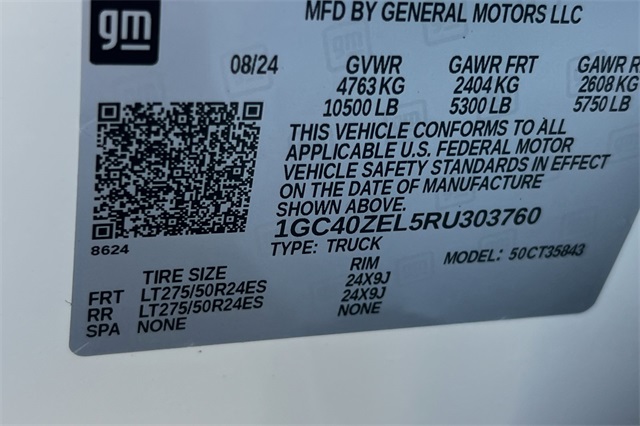 gm
MFD BY GENERAL MOTORS LLC
08/24 GVWR GAWR FRT GAWR R
4763 KG 2404 KG 2608 KG
10500 LB 5300 LB 5750 LB
THIS VEHICLE CONFORMS TO ALL
APPLICABLE U.S. FEDERAL MOTOR
VEHICLE SAFETY STANDARDS IN EFFECT
ON THE DATE OF MANUFACTURE
SHOWN ABOVE.
1GC40ZEL5RU303760
8624
TYPE: TRUCK MODEL: 50CT35843
TIRE SIZE RIM
FRT LT275/50R24ES 24X9J
RR LT275/50R24ES 24X9J
SPA NONE NONE